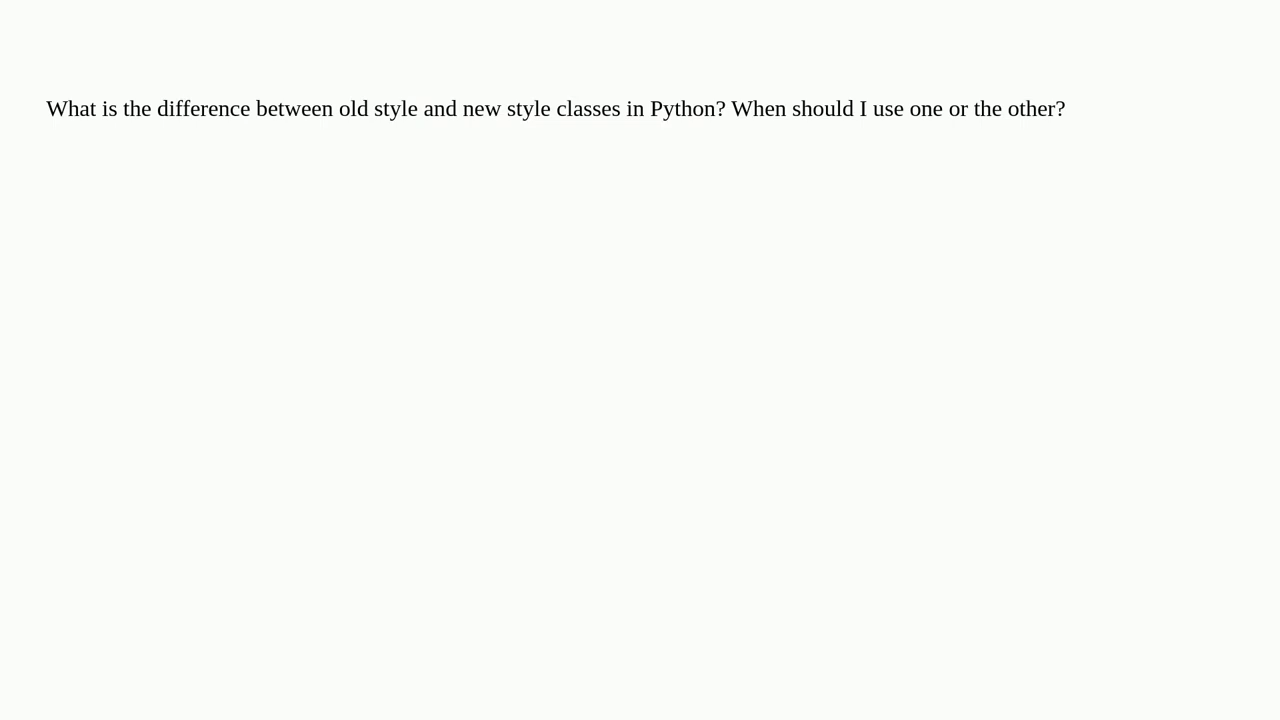 What is the difference between old style and new style classes in Python? When should I use one or the other?